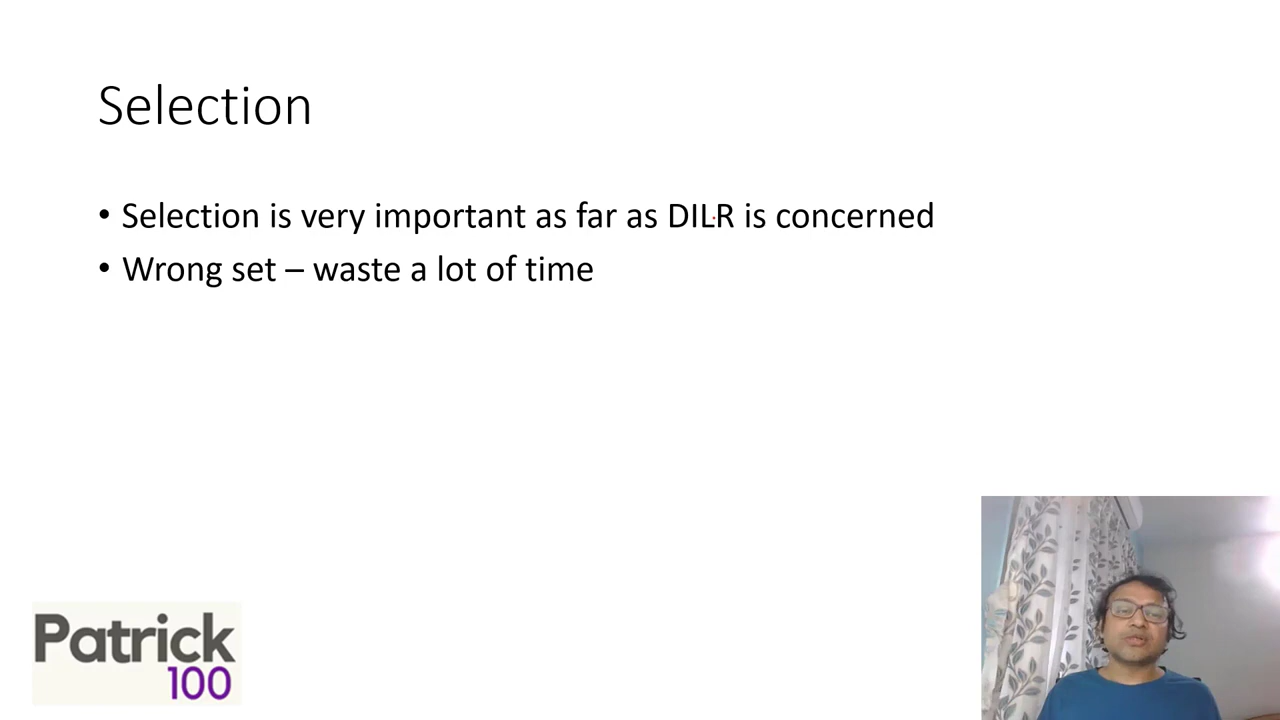 Selection
• Selection is very important as far as DILR is concerned
• Wrong set – waste a lot of time
Patrick
100